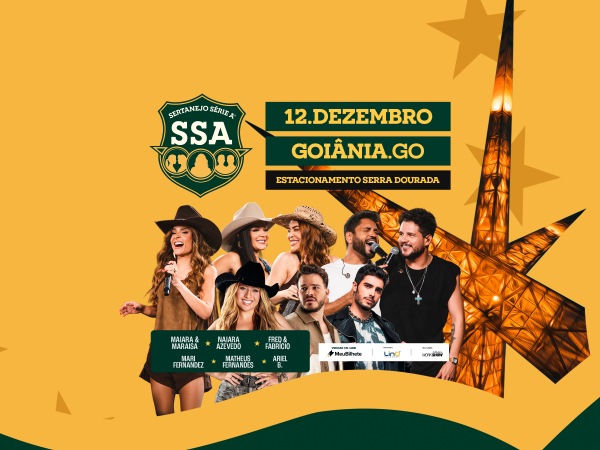 SERTANEJO SÉRIE A
SSA
12.DEZEMBRO
GOIÂNIA.GO
ESTACIONAMENTO SERRA DOURADA
MAIARA & MARAISA ★ NAIARA AZEVEDO ★ FRED & FABRÍCIO
MARI FERNANDEZ ★ MATHEUS FERNANDES ★ ARIEL B.
MeuBilhete
LinQ